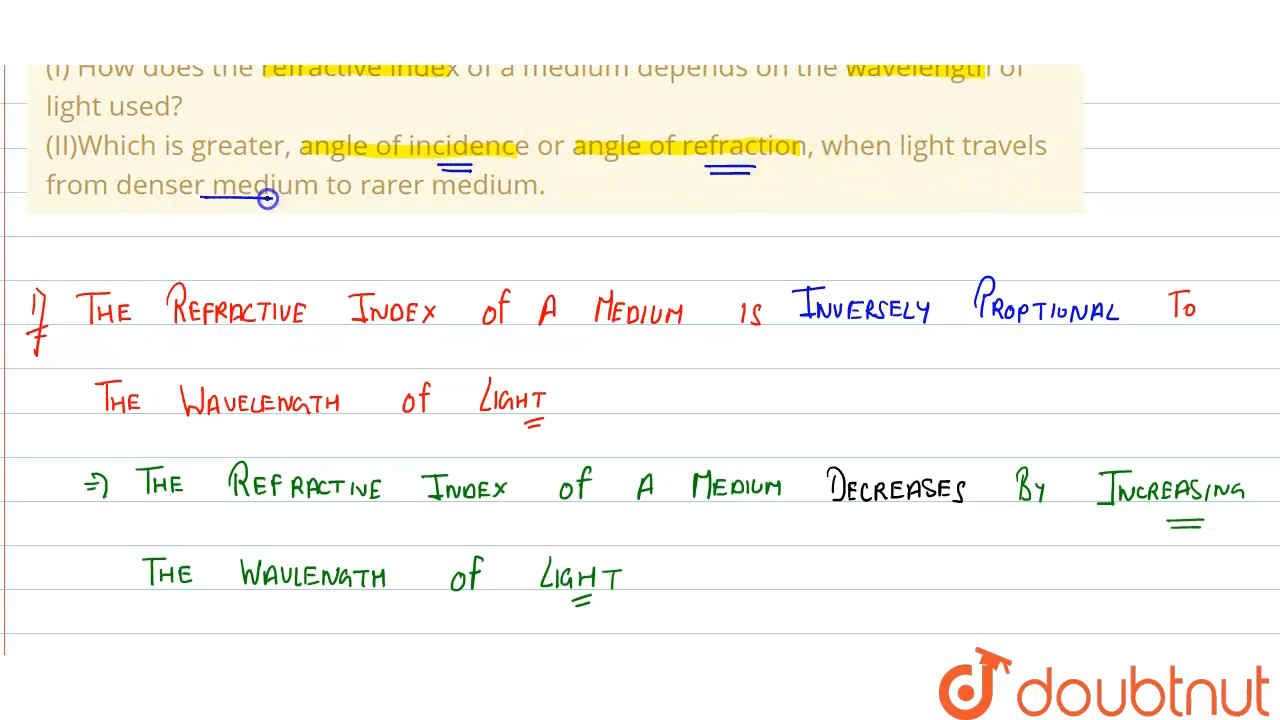 (I) How does the refractive index of a medium depends on the wavelength of
light used?
(II)Which is greater, angle of incidence or angle of refraction, when light travels
from denser medium to rarer medium.
1) THE REFRACTIVE INDEX Of A MEDIUM IS INVERSELY PROPTIONAL TO
THE WAVELENGTH Of LIGHT
⇒) THE REFRACTIVE INDEX Of A MEDIUM DECREASES By INCREASING
THE WAVLENGTH Of LIGHT
doubtnut